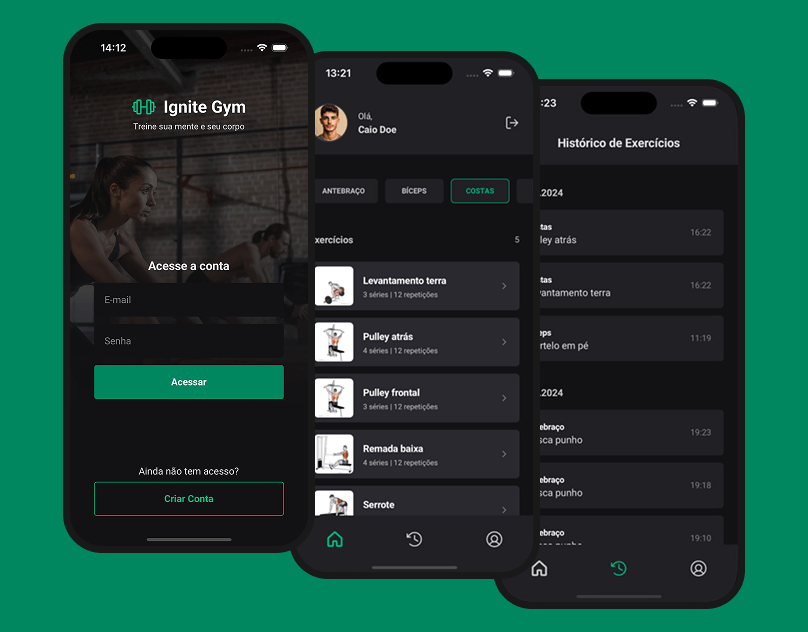 14:12
Ignite Gym
Treine sua mente e seu corpo
Acesse a conta
E-mail
Senha
Acessar
Ainda não tem acesso?
Criar Conta
13:21
Olá,
Caio Doe
ANTEBRAÇO BÍCEPS COSTAS
xercícios 5
Levantamento terra
3 séries | 12 repetições
Pulley atrás
4 séries | 12 repetições
Pulley frontal
3 séries | 12 repetições
Remada baixa
4 séries | 12 repetições
Serrote
:23
Histórico de Exercícios
.2024
tas
lley atrás 16:22
tas
vantamento terra 16:22
eps
rtelo em pé 11:19
.2024
ebraço
sca punho 19:23
ebraço
sca punho 19:18
ebraço 19:10